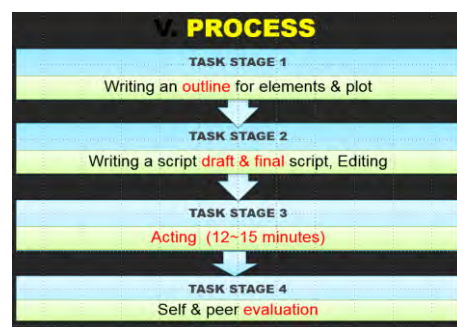 V. PROCESS
TASK STAGE 1
Writing an outline for elements & plot
TASK STAGE 2
Writing a script draft & final script, Editing
TASK STAGE 3
Acting (12~15 minutes)
TASK STAGE 4
Self & peer evaluation